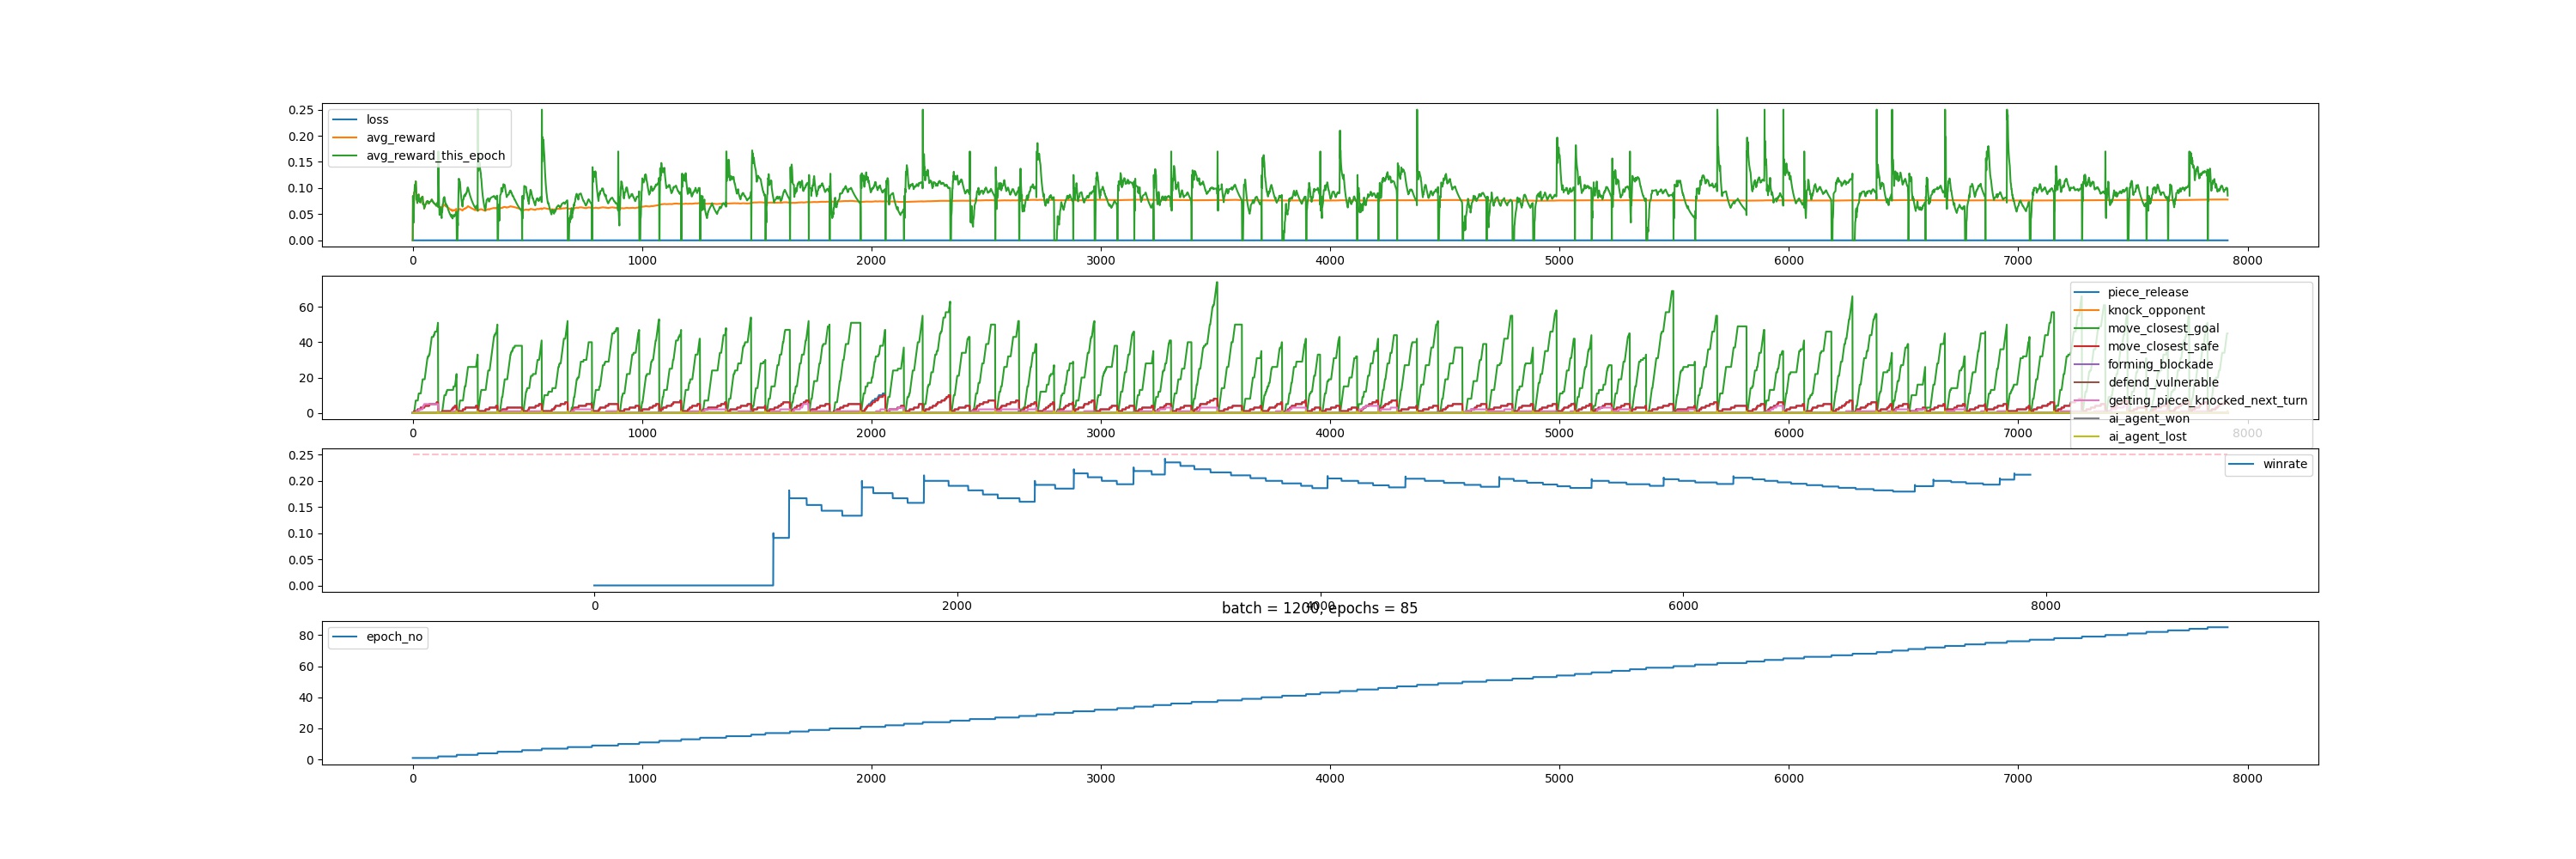 0.25
0.20
0.15
0.10
0.05
0.00
loss
avg_reward
avg_reward_this_epoch
0 1000 2000 3000 4000 5000 6000 7000 8000
60
40
20
0
piece_release
knock_opponent
move_closest_goal
move_closest_safe
forming_blockade
defend_vulnerable
getting_piece_knocked_next_turn
ai_agent_won
ai_agent_lost
0 1000 2000 3000 4000 5000 6000 7000 8000
0.25
0.20
0.15
0.10
0.05
0.00
winrate
0 2000 4000 6000 8000
batch = 1200, epochs = 85
80
60
40
20
0
epoch_no
0 1000 2000 3000 4000 5000 6000 7000 8000